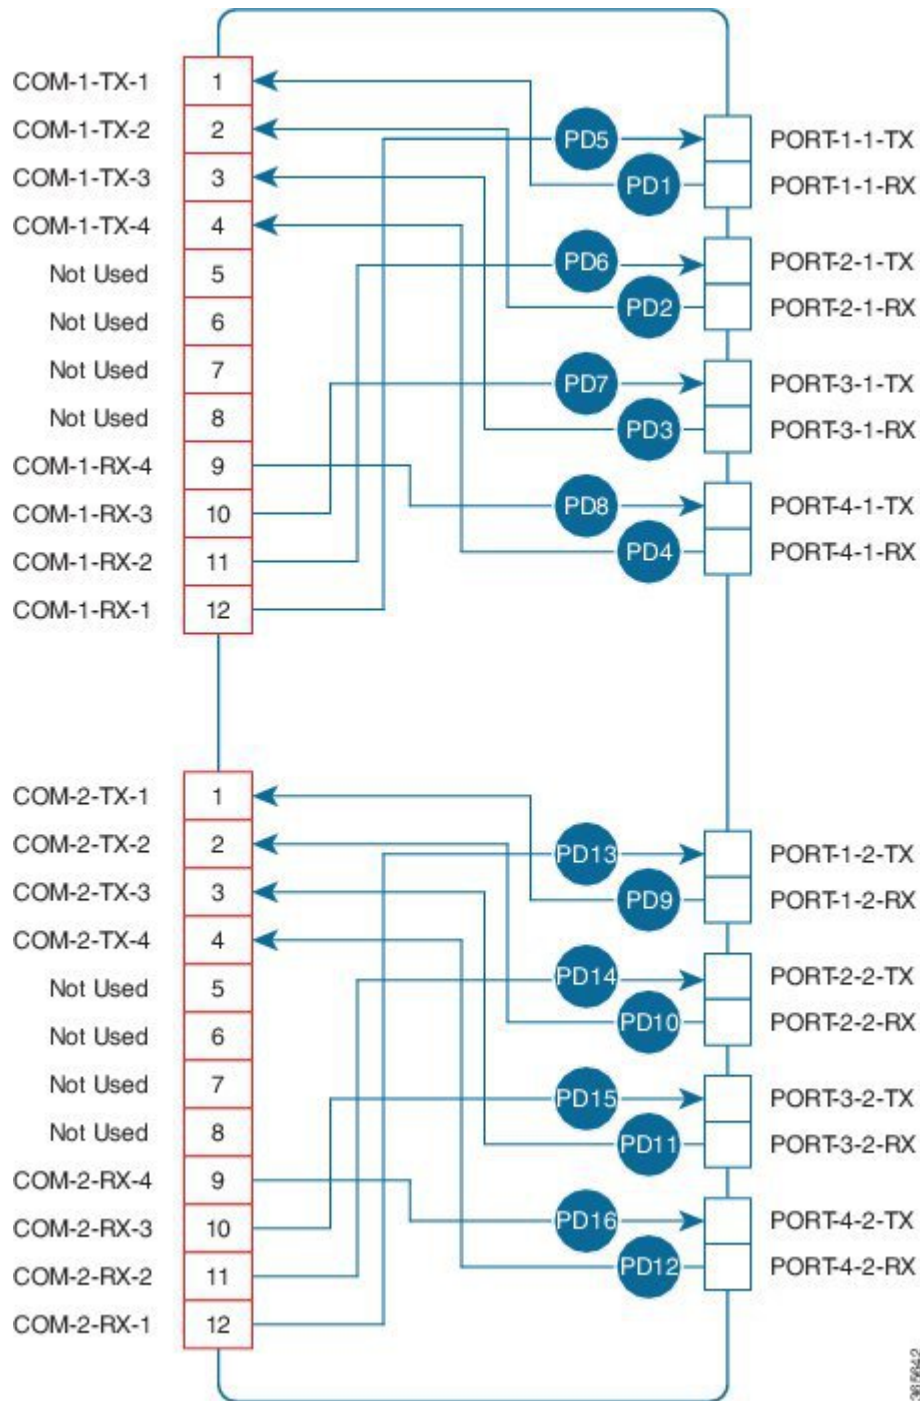 COM-1-TX-1 1
COM-1-TX-2 2 PD5 PORT-1-1-TX
COM-1-TX-3 3 PD1 PORT-1-1-RX
COM-1-TX-4 4
Not Used 5 PD6 PORT-2-1-TX
Not Used 6 PD2 PORT-2-1-RX
Not Used 7 PD7 PORT-3-1-TX
Not Used 8 PD3 PORT-3-1-RX
COM-1-RX-4 9
COM-1-RX-3 10 PD8 PORT-4-1-TX
COM-1-RX-2 11 PD4 PORT-4-1-RX
COM-1-RX-1 12
COM-2-TX-1 1
COM-2-TX-2 2 PD13 PORT-1-2-TX
COM-2-TX-3 3 PD9 PORT-1-2-RX
COM-2-TX-4 4
Not Used 5 PD14 PORT-2-2-TX
Not Used 6 PD10 PORT-2-2-RX
Not Used 7 PD15 PORT-3-2-TX
Not Used 8 PD11 PORT-3-2-RX
COM-2-RX-4 9
COM-2-RX-3 10 PD16 PORT-4-2-TX
COM-2-RX-2 11 PD12 PORT-4-2-RX
COM-2-RX-1 12
365642